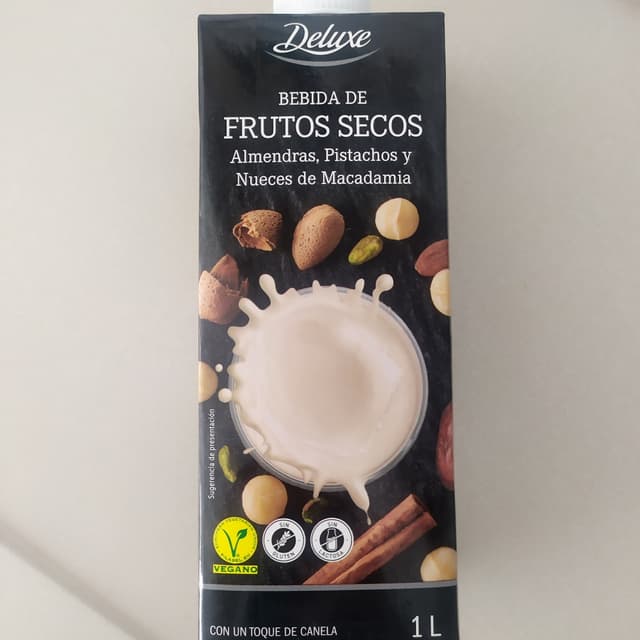 Deluxe
BEBIDA DE
FRUTOS SECOS
Almendras, Pistachos y
Nueces de Macadamia
Sugerencia de presentación
VEGANO
SIN
GLUTEN
SIN
LACTOSA
CON UN TOQUE DE CANELA
1 L